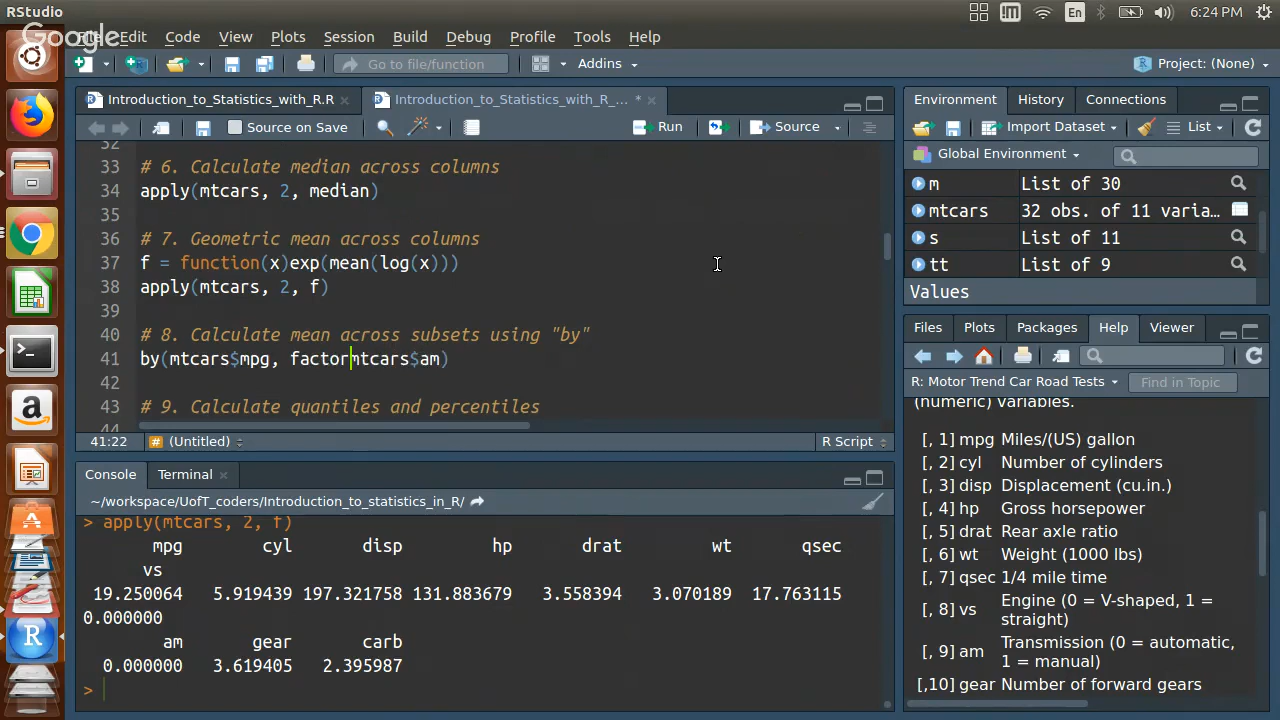 RStudio
En
6:24 PM
Google
Edit Code View Plots Session Build Debug Profile Tools Help
Go to file/function
Addins
Project: (None)
Introduction_to_Statistics_with_R.R
Introduction_to_Statistics_with_R_... *
Source on Save
Run
Source
32
33 # 6. Calculate median across columns
34 apply(mtcars, 2, median)
35
36 # 7. Geometric mean across columns
37 f = function(x)exp(mean(log(x)))
38 apply(mtcars, 2, f)
39
40 # 8. Calculate mean across subsets using "by"
41 by(mtcars$mpg, factormtcars$am)
42
43 # 9. Calculate quantiles and percentiles
44
41:22
# (Untitled)
R Script
Console
Terminal
~/workspace/UofT_coders/Introduction_to_statistics_in_R/
> apply(mtcars, 2, f)
mpg cyl disp hp drat wt qsec
vs
19.250064 5.919439 197.321758 131.883679 3.558394 3.070189 17.763115
0.000000
am gear carb
0.000000 3.619405 2.395987
>
Environment History Connections
Import Dataset
List
Global Environment
m List of 30
mtcars 32 obs. of 11 varia...
s List of 11
tt List of 9
Values
Files Plots Packages Help Viewer
R: Motor Trend Car Road Tests
Find in Topic
(numeric) variables.
[, 1] mpg Miles/(US) gallon
[, 2] cyl Number of cylinders
[, 3] disp Displacement (cu.in.)
[, 4] hp Gross horsepower
[, 5] drat Rear axle ratio
[, 6] wt Weight (1000 lbs)
[, 7] qsec 1/4 mile time
[, 8] vs Engine (0 = V-shaped, 1 =
straight)
[, 9] am Transmission (0 = automatic,
1 = manual)
[,10] gear Number of forward gears